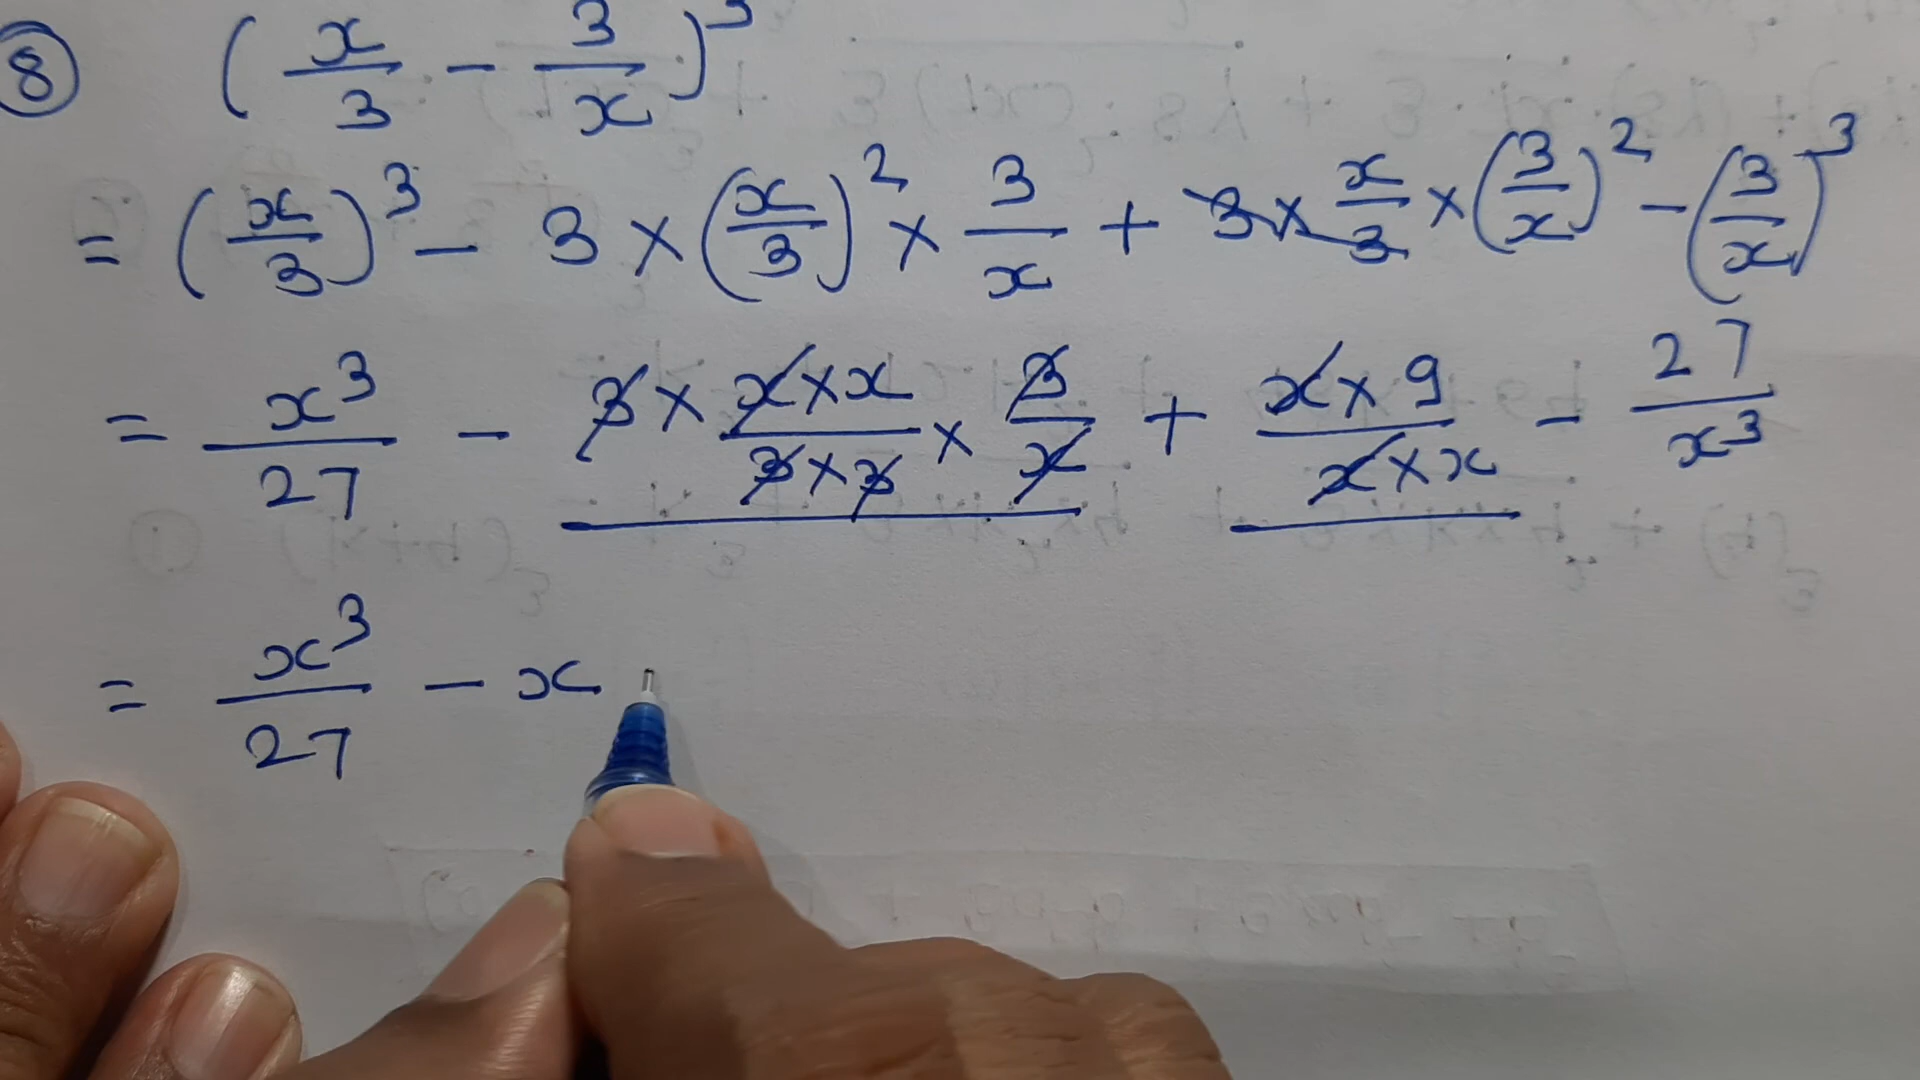 ⑧ (x/3 - 3/x)³
= (x/3)³ - 3 × (x/3)² × 3/x + 3 × x/3 × (3/x)² - (3/x)³
= x³/27 - 3 × x×x/3×3 × 3/x + x×9/x×x - 27/x³
= x³/27 - x